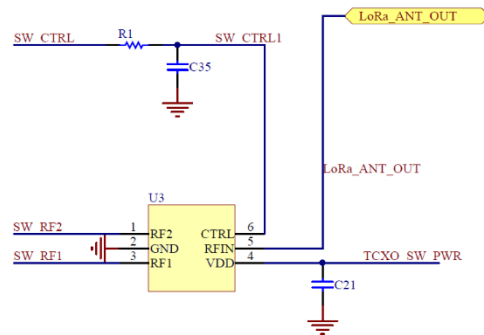 LoRa_ANT_OUT
SW_CTRL
R1
SW_CTRL1
C35
LoRa_ANT_OUT
U3
SW_RF2
1
RF2
CTRL
6
2
GND
RFIN
5
SW_RF1
3
RF1
VDD
4
TCXO_SW_PWR
C21